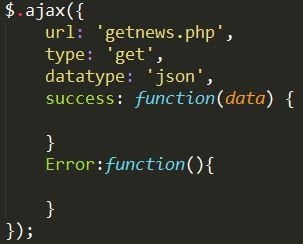 $.ajax({
    url: 'getnews.php',
    type: 'get',
    datatype: 'json',
    success: function(data) {

    }
    Error:function(){

    }
});